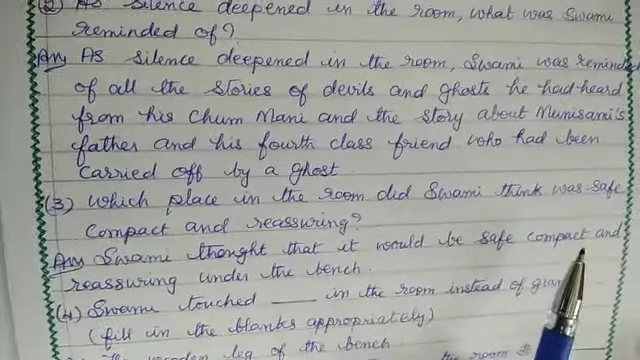 (2) As silence deepened in the room, what was Swami
reminded of?
Ans As silence deepened in the room, Swami was reminded
of all the stories of devils and ghosts he had heard
from his chum Mani and the story about Munisami's
father and his fourth class friend who had been
carried off by a ghost.
(3) Which place in the room did Swami think was safe
compact and reassuring?
Ans Swami thought that it would be safe compact and
reassuring under the bench.
(4) Swami touched ___ in the room instead of
(fill in the blanks appropriately)
wooden leg of the bench
the room